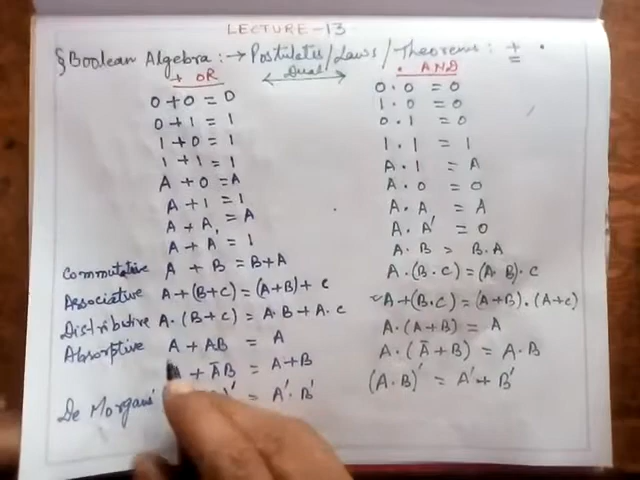 LECTURE-13
§ Boolean Algebra :→ Postulates/Laws/Theorems : + ·
+ OR ←Dual→ · AND
0+0=0 0·0=0
0+1=1 1·0=0
1+0=1 0·1=0
1+1=1 1·1=1
A+0=A A·1=A
A+1=1 A·0=0
A+A=A A·A=A
A+A'=1 A·A'=0
Commutative A+B=B+A A·B=B·A
Associative A+(B+C)=(A+B)+C A·(B·C)=(A·B)·C
Distributive A·(B+C)=A·B+A·C A+(B·C)=(A+B)·(A+C)
Absorptive A+AB=A A·(A+B)=A
+ĀB=A+B A·(Ā+B)=A·B
De Morgans' =A'·B' (A·B)'=A'+B'